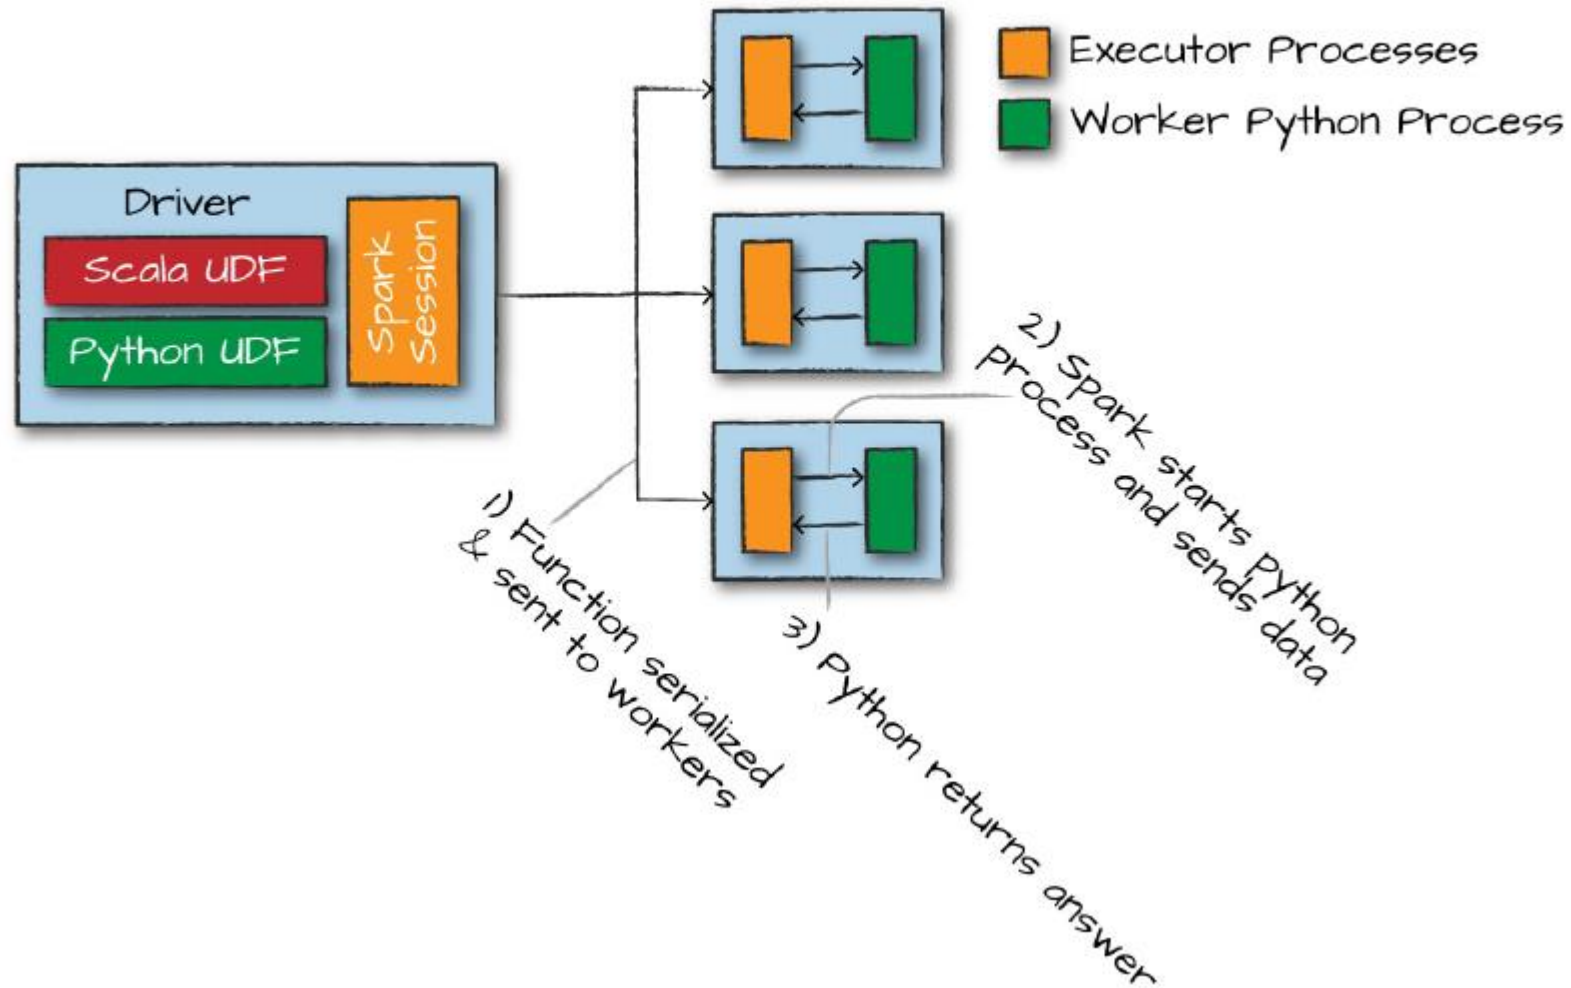 Executor Processes
Worker Python Process
Driver
Scala UDF
Python UDF
Spark
Session
1) Function serialized
& sent to workers
2) Spark starts Python
process and sends data
3) Python returns answer